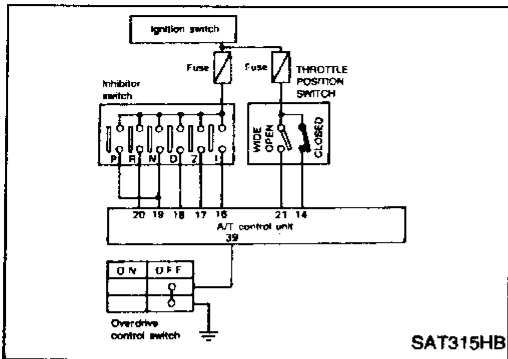 Ignition switch
Fuse
Fuse
THROTTLE
POSITION
SWITCH
Inhibitor
switch
WIDE
OPEN
CLOSED
P R N D 2 1
20 19 18 17 16 21 14
A/T control unit
39
ON OFF
Overdrive
control switch
SAT315HB